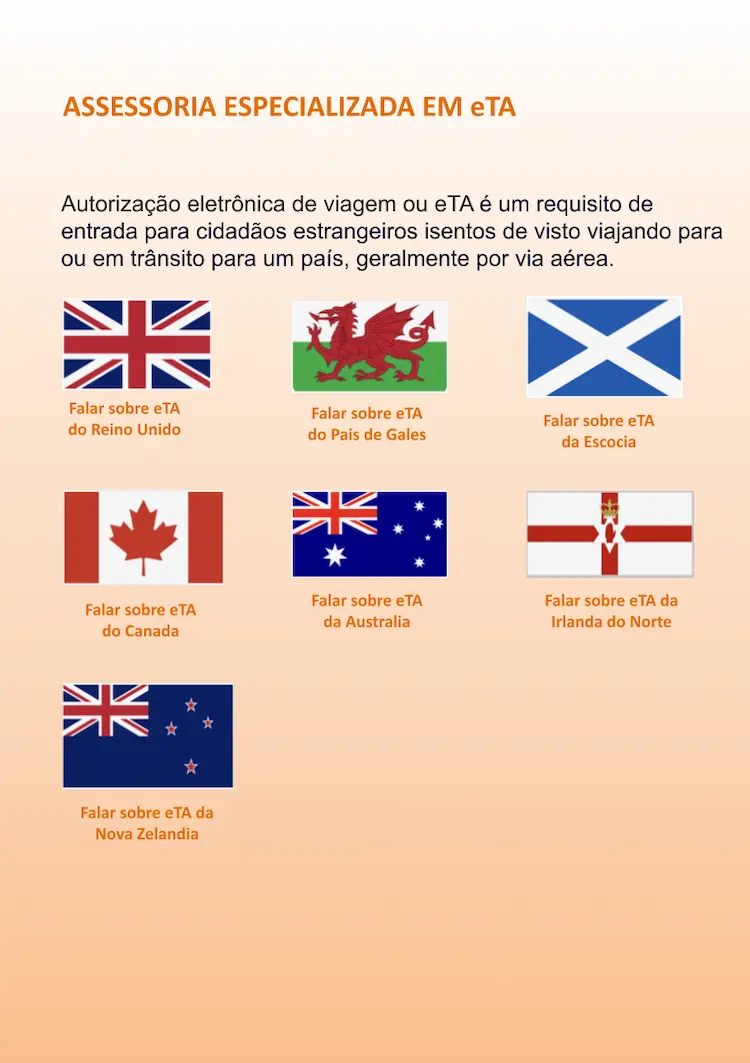 ASSESSORIA ESPECIALIZADA EM eTA
Autorização eletrônica de viagem ou eTA é um requisito de
entrada para cidadãos estrangeiros isentos de visto viajando para
ou em trânsito para um país, geralmente por via aérea.
Falar sobre eTA
do Reino Unido
Falar sobre eTA
do Pais de Gales
Falar sobre eTA
da Escocia
Falar sobre eTA
do Canada
Falar sobre eTA
da Australia
Falar sobre eTA da
Irlanda do Norte
Falar sobre eTA da
Nova Zelandia